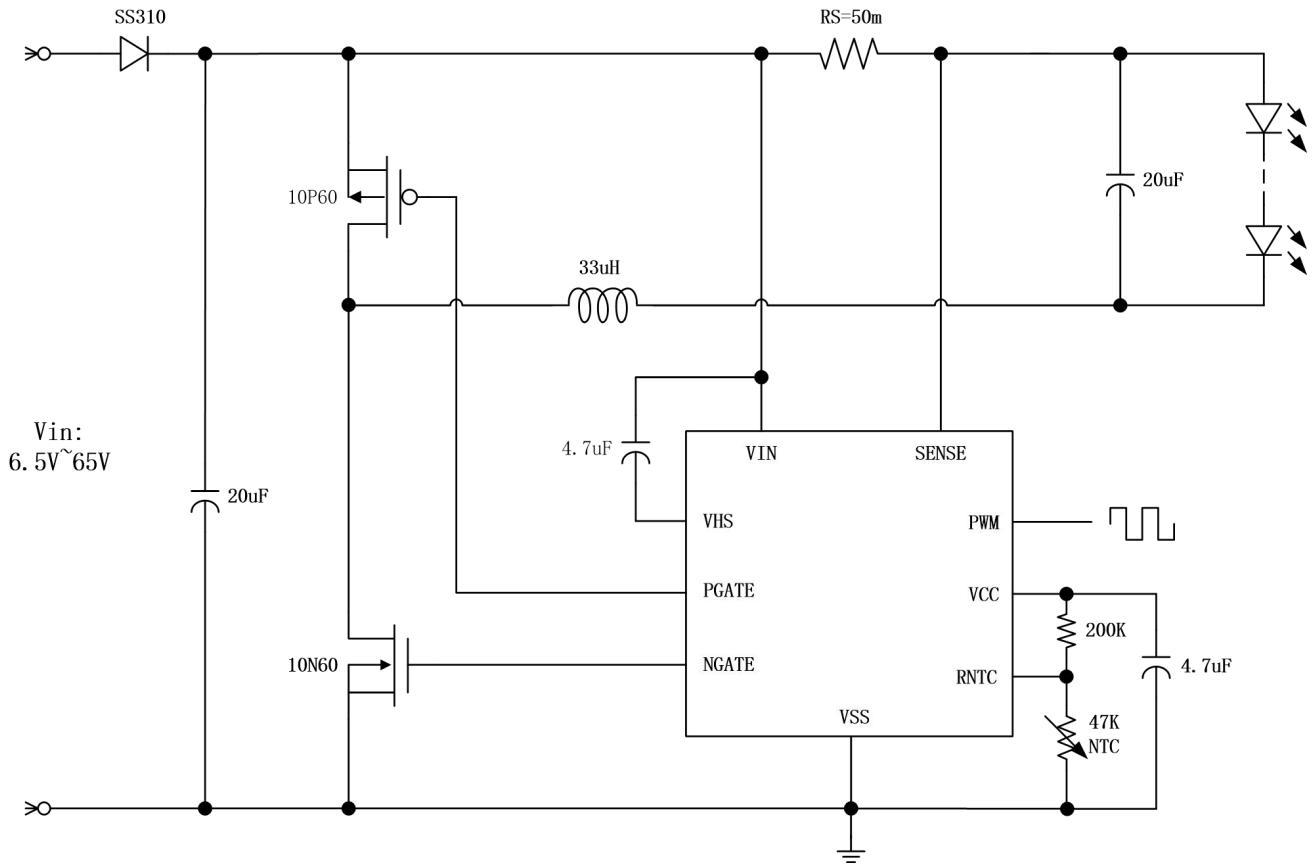 SS310
RS=50m
10P60
20uF
33uH
Vin:
6.5V~65V
4.7uF
VIN
SENSE
20uF
VHS
PWM
PGATE
VCC
200K
10N60
NGATE
RNTC
4.7uF
VSS
47K
NTC